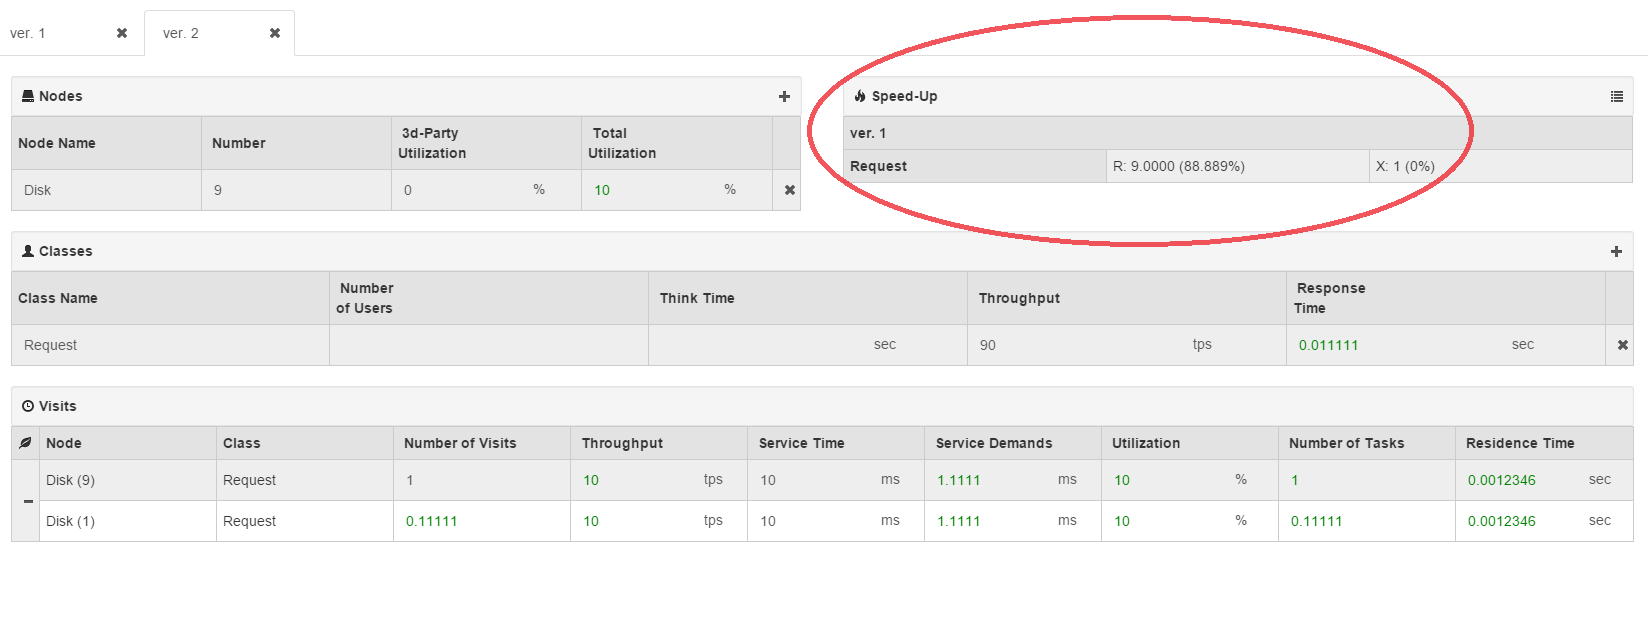 ver. 1 ✖ ver. 2 ✖
Nodes +
Node Name Number 3d-Party Utilization Total Utilization
Disk 9 0 % 10 % ✖
Speed-Up
ver. 1
Request R: 9.0000 (88.889%) X: 1 (0%)
Classes +
Class Name Number of Users Think Time Throughput Response Time
Request sec 90 tps 0.011111 sec ✖
Visits
Node Class Number of Visits Throughput Service Time Service Demands Utilization Number of Tasks Residence Time
Disk (9) Request 1 10 tps 10 ms 1.1111 ms 10 % 1 0.0012346 sec
Disk (1) Request 0.11111 10 tps 10 ms 1.1111 ms 10 % 0.11111 0.0012346 sec